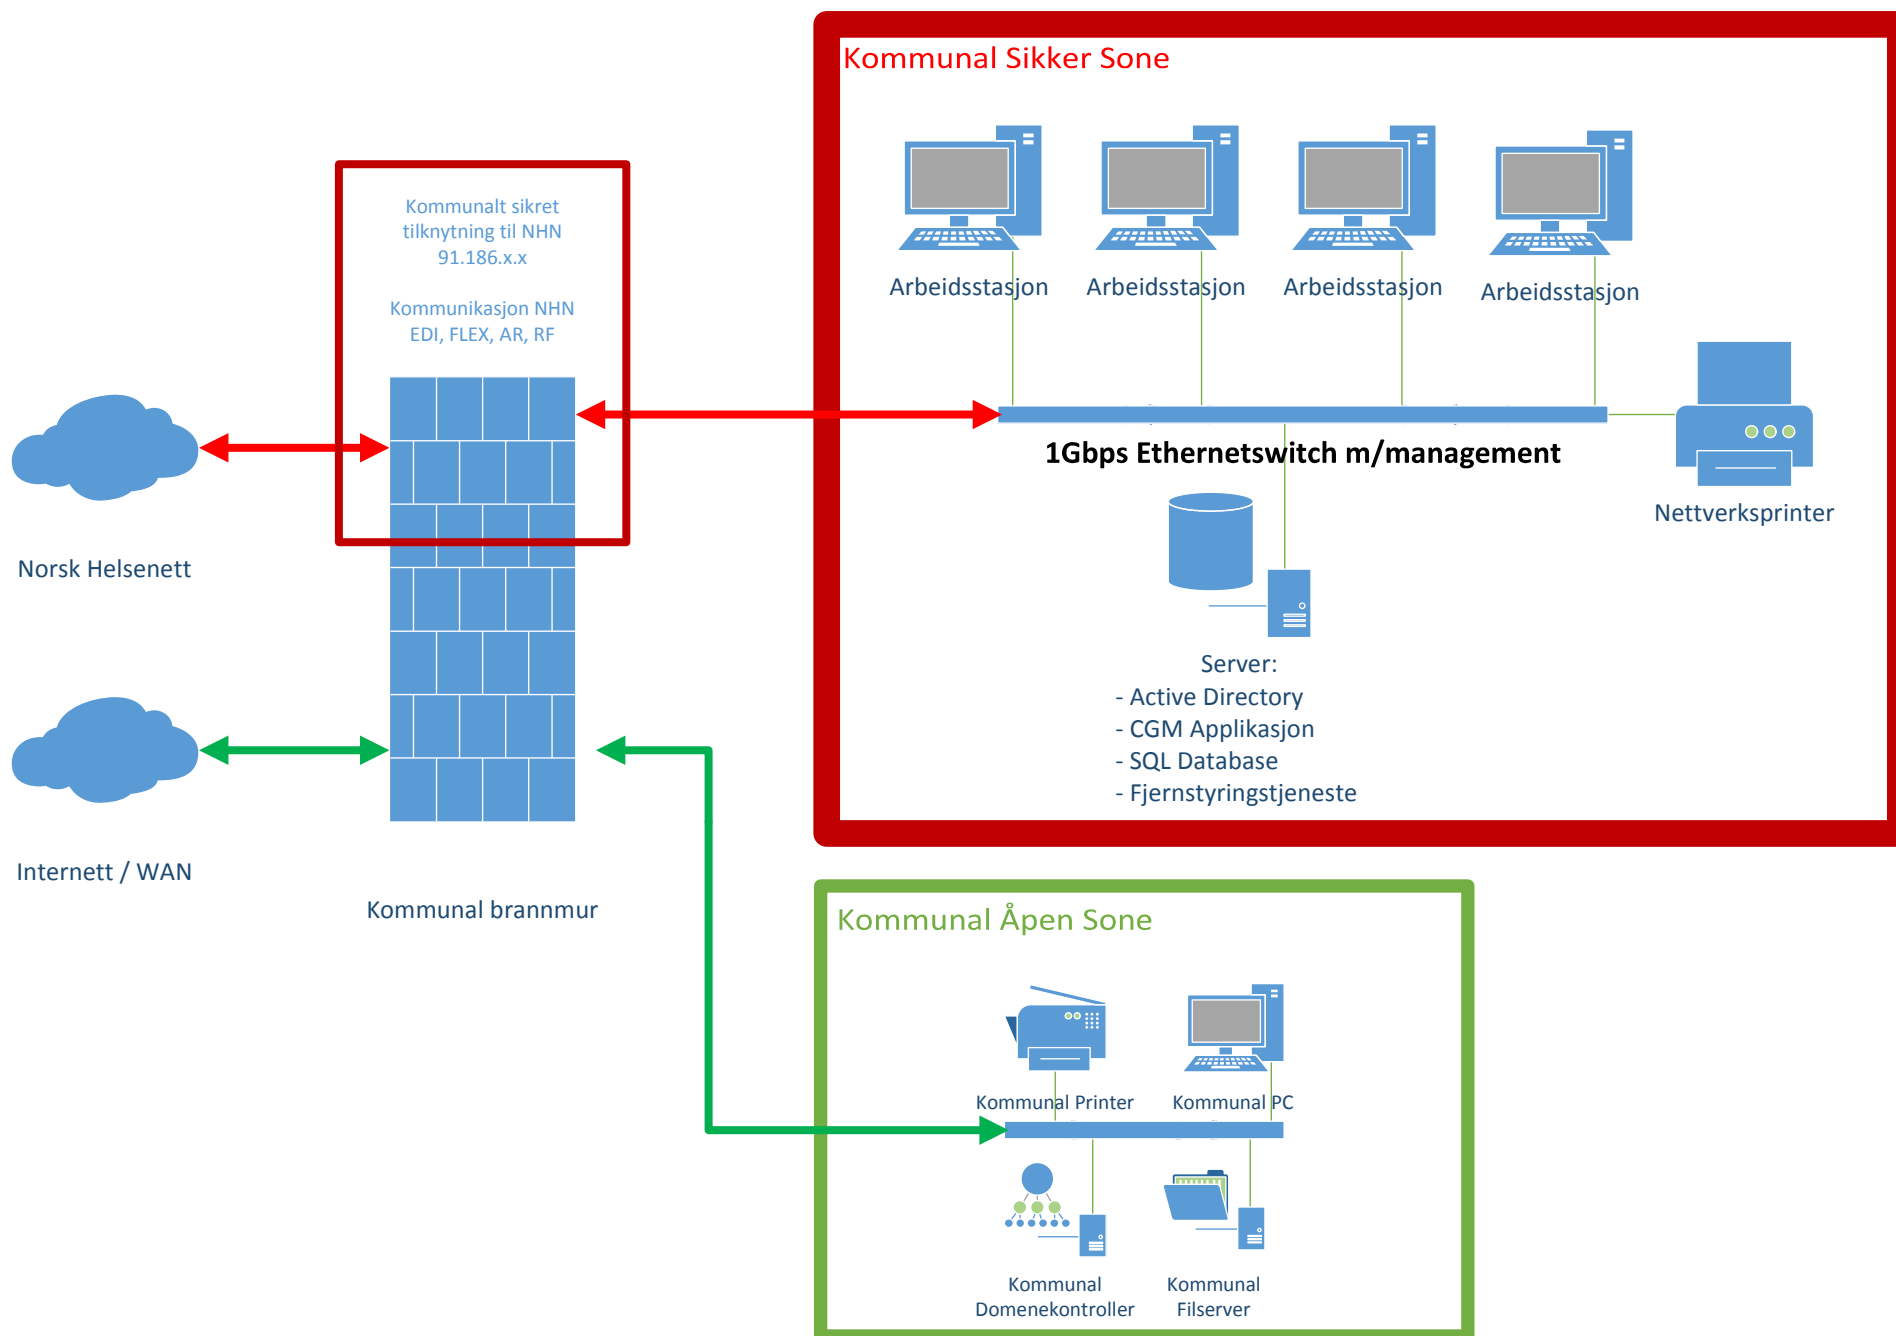 Kommunal Sikker Sone
Kommunalt sikret
tilknytning til NHN
91.186.x.x
Kommunikasjon NHN
EDI, FLEX, AR, RF
Arbeidsstasjon
Arbeidsstasjon
Arbeidsstasjon
Arbeidsstasjon
1Gbps Ethernetswitch m/management
Nettverksprinter
Norsk Helsenett
Server:
- Active Directory
- CGM Applikasjon
- SQL Database
- Fjernstyringstjeneste
Internett / WAN
Kommunal brannmur
Kommunal Åpen Sone
Kommunal Printer
Kommunal PC
Kommunal
Domenekontroller
Kommunal
Filserver